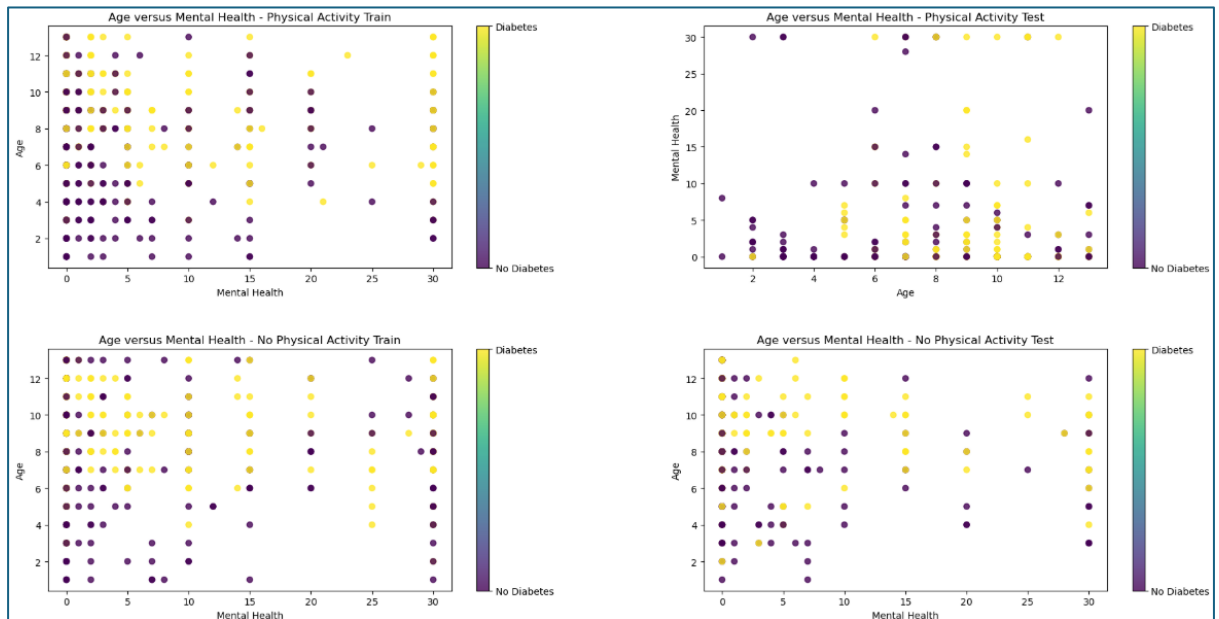 Age versus Mental Health - Physical Activity Train
12
10
8
6
4
2
Age
0 5 10 15 20 25 30
Mental Health
Diabetes
No Diabetes
Age versus Mental Health - Physical Activity Test
30
25
20
15
10
5
0
Mental Health
2 4 6 8 10 12
Age
Diabetes
No Diabetes
Age versus Mental Health - No Physical Activity Train
12
10
8
6
4
2
Age
0 5 10 15 20 25 30
Mental Health
Diabetes
No Diabetes
Age versus Mental Health - No Physical Activity Test
12
10
8
6
4
2
Age
0 5 10 15 20 25 30
Mental Health
Diabetes
No Diabetes